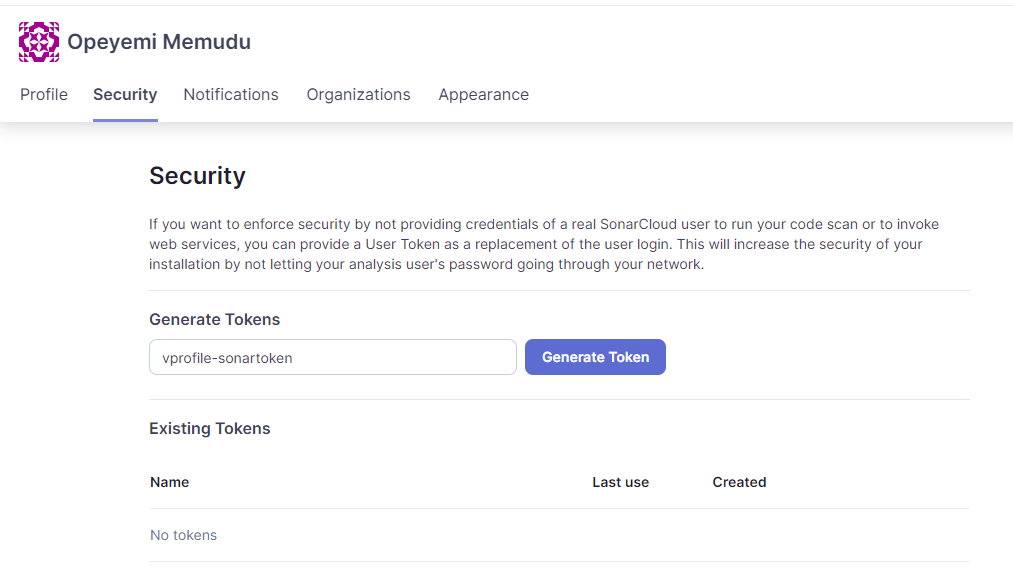 Opeyemi Memudu
Profile Security Notifications Organizations Appearance
Security
If you want to enforce security by not providing credentials of a real SonarCloud user to run your code scan or to invoke
web services, you can provide a User Token as a replacement of the user login. This will increase the security of your
installation by not letting your analysis user's password going through your network.
Generate Tokens
vprofile-sonartoken Generate Token
Existing Tokens
Name Last use Created
No tokens